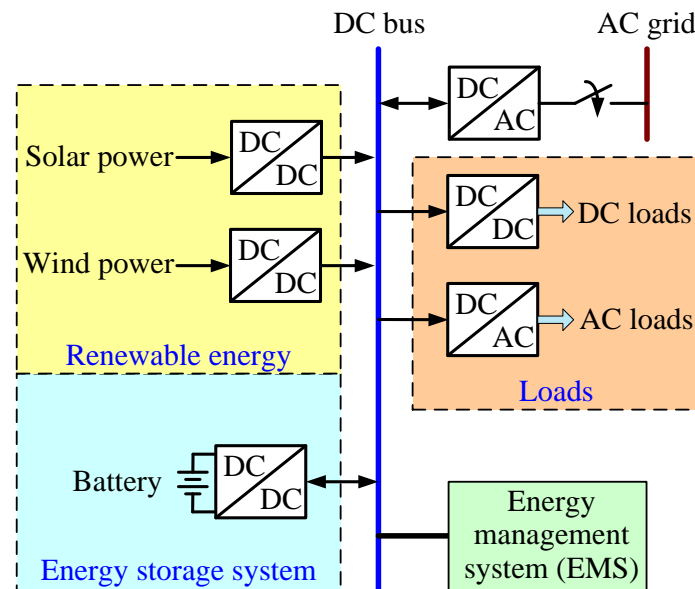 DC bus
AC grid
DC
AC
Solar power
DC
DC
Wind power
DC
DC
Renewable energy
DC
DC
DC loads
DC
AC
AC loads
Loads
Battery
DC
DC
Energy storage system
Energy
management
system (EMS)